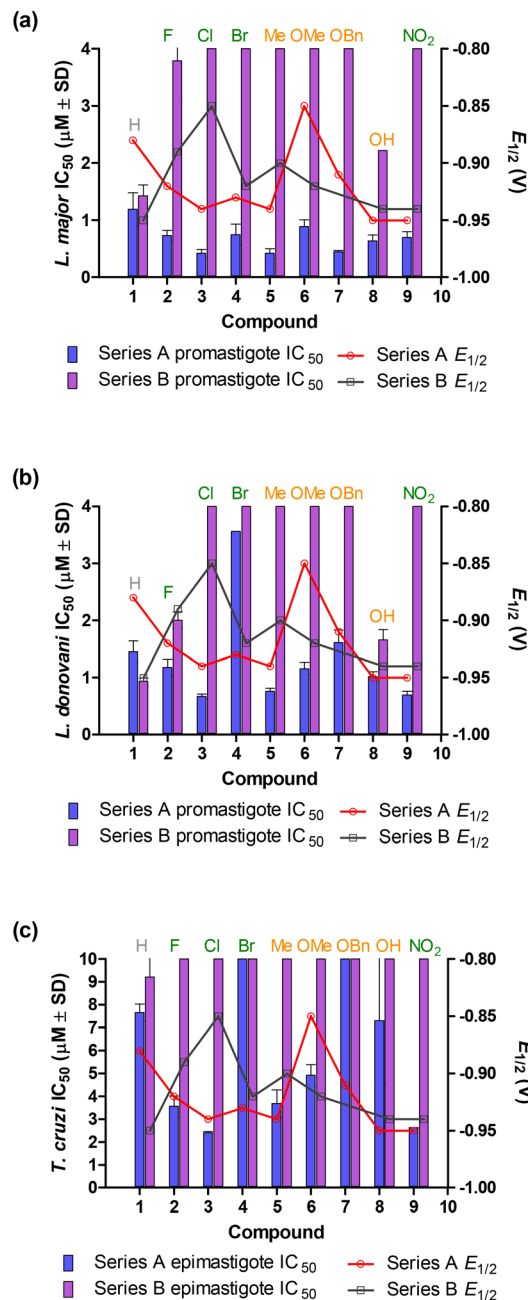 (a)
F Cl Br Me OMe OBn NO2
H OH
4
3
2
1
0
-0.80
-0.85
-0.90
-0.95
-1.00
L. major IC50 (μM ± SD)
E1/2 (V)
1 2 3 4 5 6 7 8 9 10
Compound
Series A promastigote IC50 Series A E1/2
Series B promastigote IC50 Series B E1/2
(b)
Cl Br Me OMe OBn NO2
H F OH
4
3
2
1
0
-0.80
-0.85
-0.90
-0.95
-1.00
L. donovani IC50 (μM ± SD)
E1/2 (V)
1 2 3 4 5 6 7 8 9 10
Compound
Series A promastigote IC50 Series A E1/2
Series B promastigote IC50 Series B E1/2
(c)
H F Cl Br Me OMe OBn OH NO2
10
9
8
7
6
5
4
3
2
1
0
-0.80
-0.85
-0.90
-0.95
-1.00
T. cruzi IC50 (μM ± SD)
E1/2 (V)
1 2 3 4 5 6 7 8 9 10
Compound
Series A epimastigote IC50 Series A E1/2
Series B epimastigote IC50 Series B E1/2